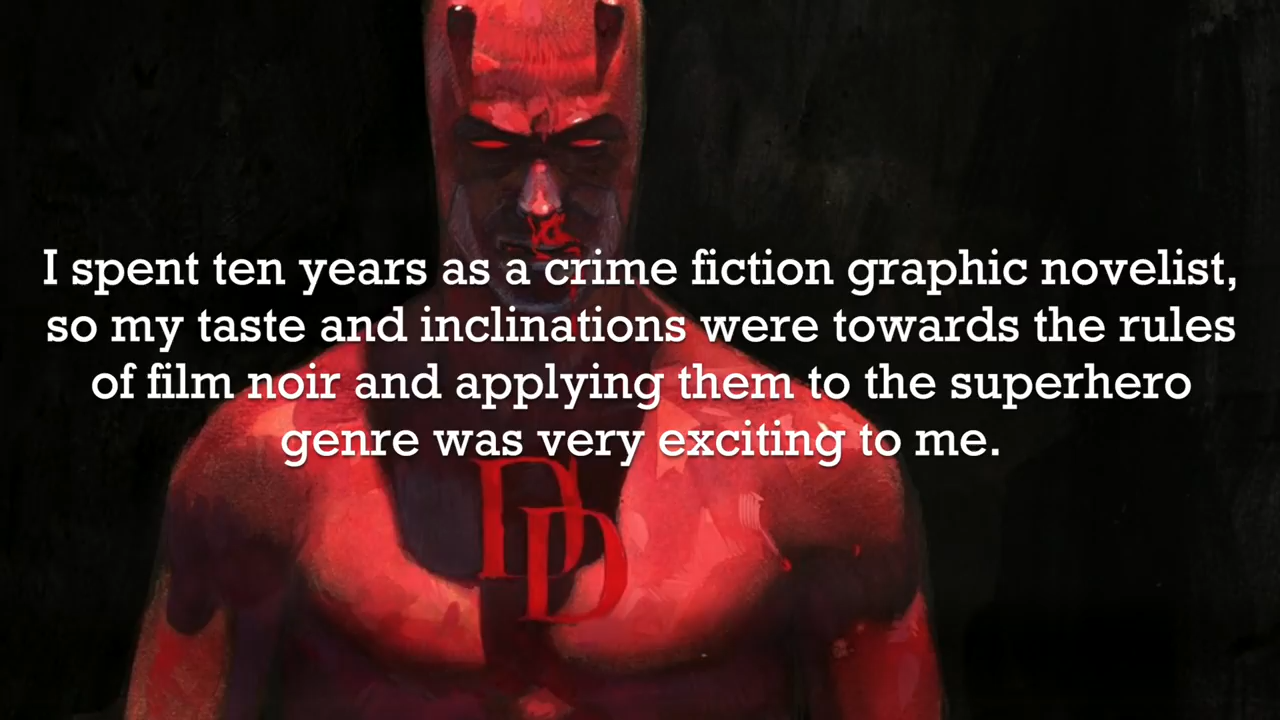 I spent ten years as a crime fiction graphic novelist,
so my taste and inclinations were towards the rules
of film noir and applying them to the superhero
genre was very exciting to me.
DD